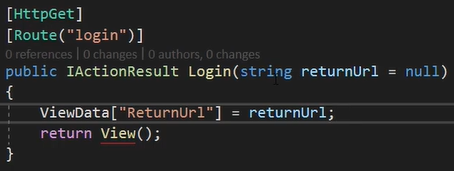 [HttpGet]
[Route("login")]
0 references | 0 changes | 0 authors, 0 changes
public IActionResult Login(string returnUrl = null)
{
ViewData["ReturnUrl"] = returnUrl;
return View();
}